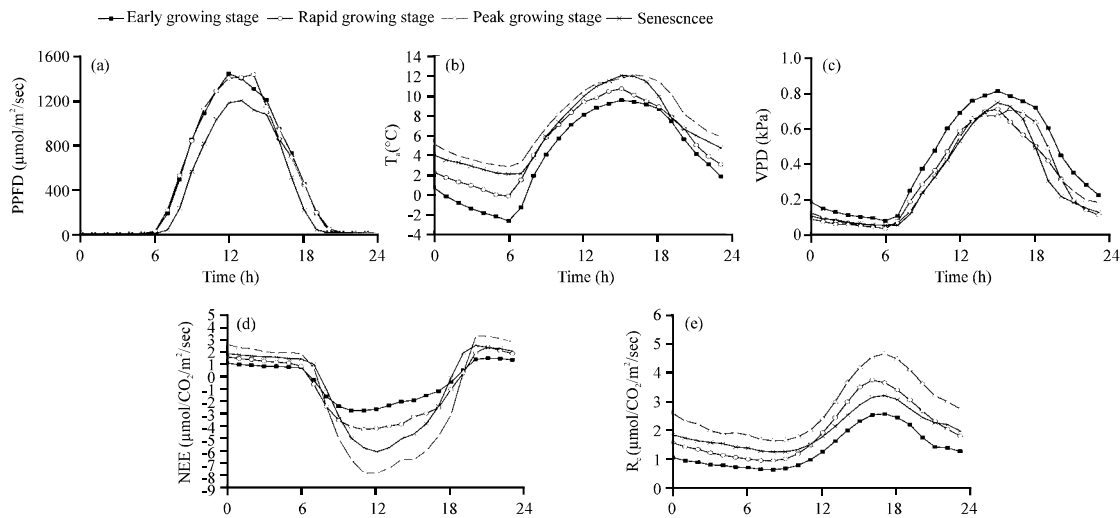 Early growing stage Rapid growing stage Peak growing stage Senescncee
(a)
PPFD (µmol/m²/sec)
1600
1200
800
400
0
0 6 12 18 24
Time (h)
(b)
Ta(°C)
14
12
10
8
6
4
2
0
-2
-4
0 6 12 18 24
Time (h)
(c)
VPD (kPa)
1.0
0.8
0.6
0.4
0.2
0.0
0 6 12 18 24
Time (h)
(d)
NEE (µmol/CO₂/m²/sec)
5
4
3
2
1
0
-1
-2
-3
-4
-5
-6
-7
-8
-9
0 6 12 18 24
(e)
(µmol/CO₂/m²/sec)
6
5
4
3
2
1
0
0 6 12 18 24